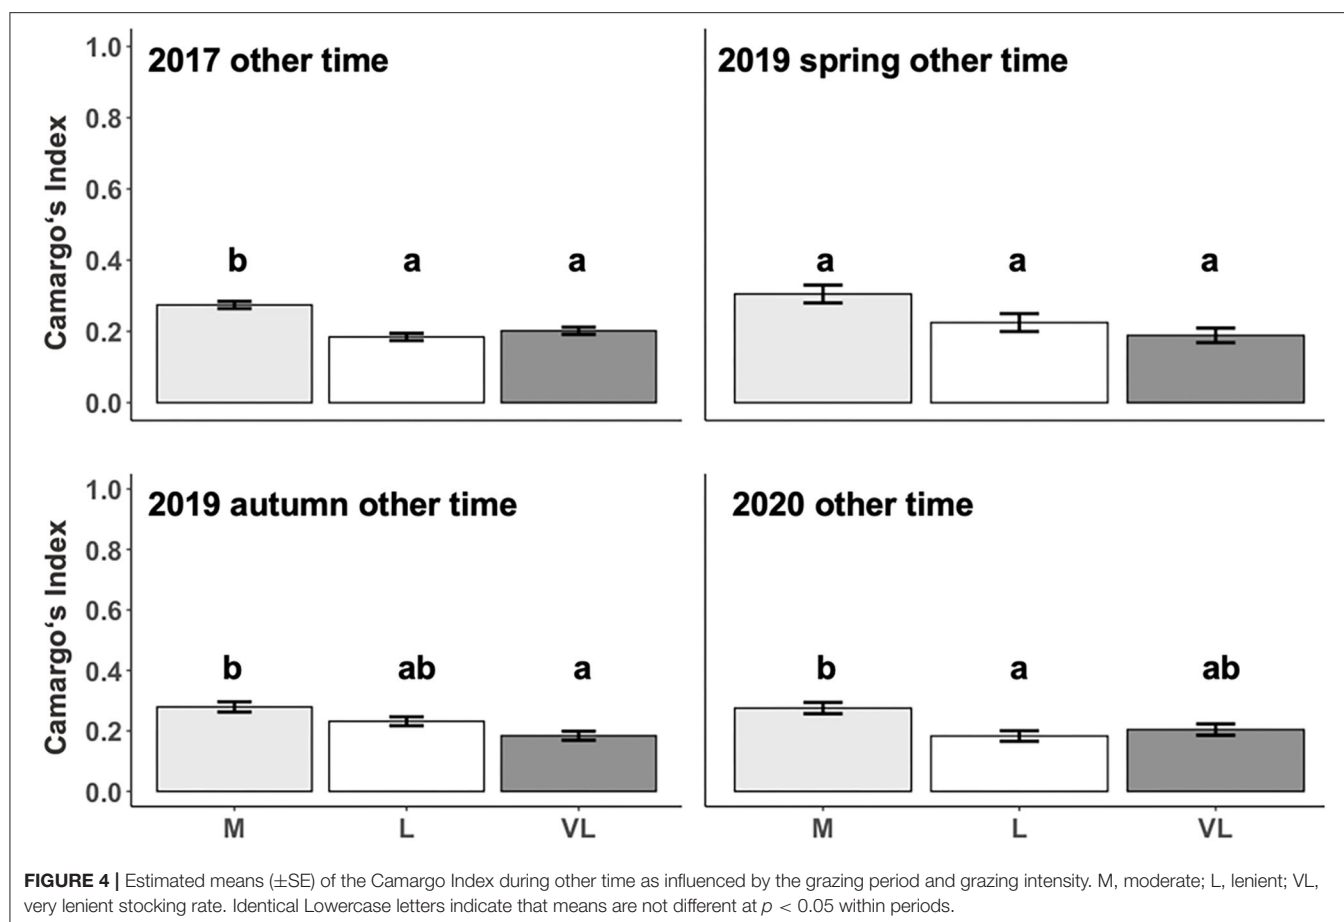 2017 other time
2019 spring other time
Camargo‘s Index
1.0
0.8
0.6
0.4
0.2
0.0
b a a
a a a
2019 autumn other time
2020 other time
Camargo‘s Index
1.0
0.8
0.6
0.4
0.2
0.0
b ab a
b a ab
M L VL
M L VL
FIGURE 4 | Estimated means (±SE) of the Camargo Index during other time as influenced by the grazing period and grazing intensity. M, moderate; L, lenient; VL,
very lenient stocking rate. Identical Lowercase letters indicate that means are not different at p < 0.05 within periods.